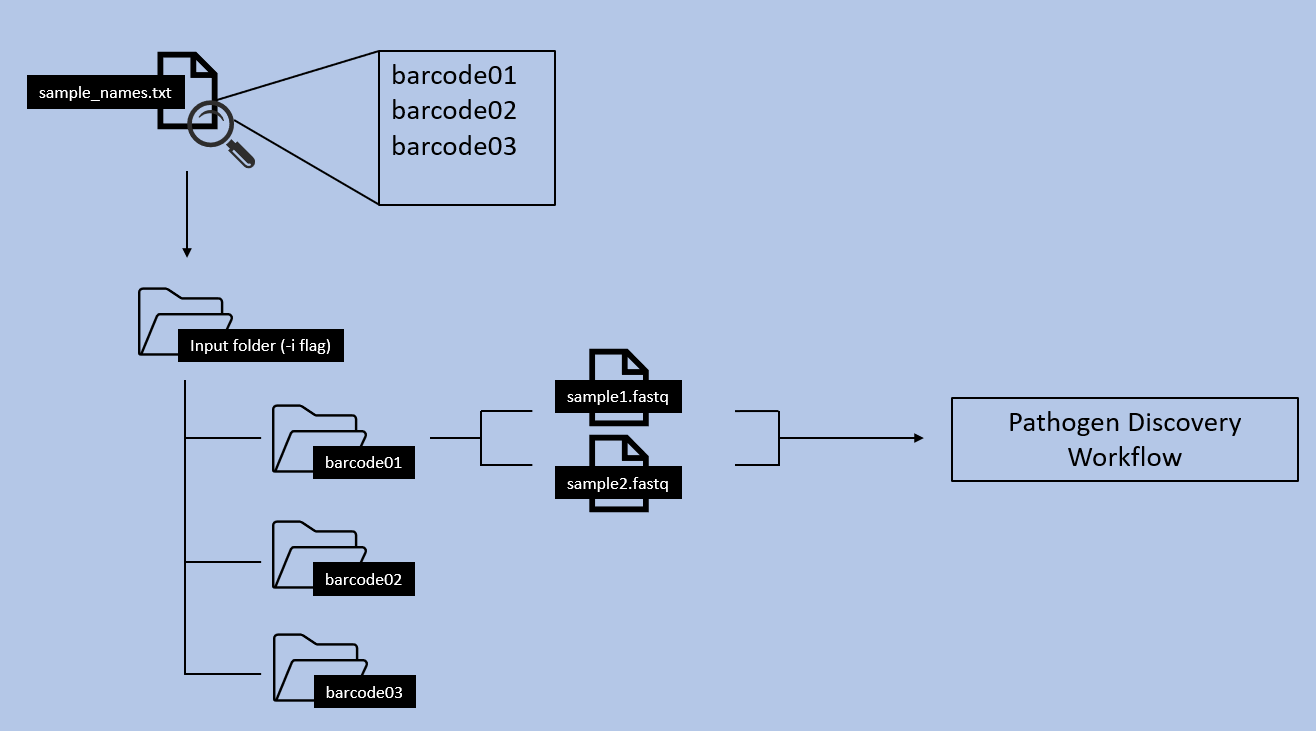 sample_names.txt
barcode01
barcode02
barcode03
Input folder (-i flag)
barcode01
sample1.fastq
sample2.fastq
Pathogen Discovery
Workflow
barcode02
barcode03